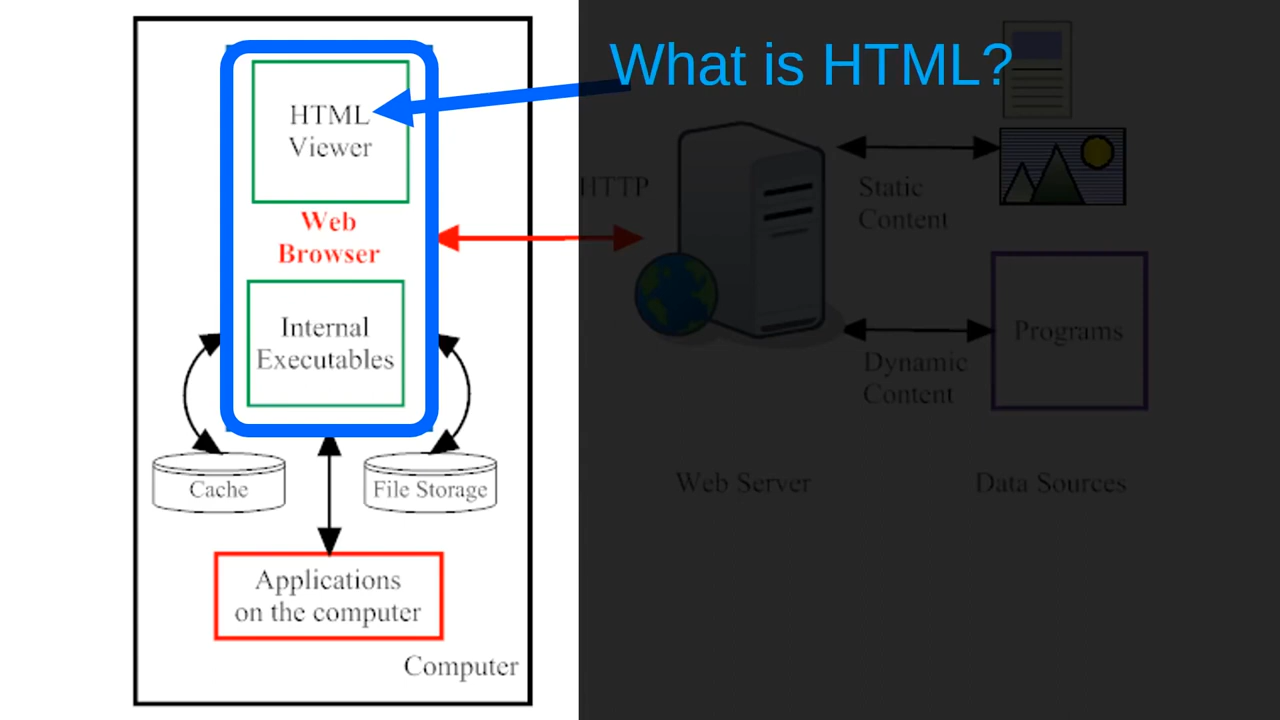 What is HTML?
HTML
Viewer
Web
Browser
Internal
Executables
Cache
File Storage
Applications
on the computer
Computer
HTTP
Static
Content
Dynamic
Content
Programs
Web Server
Data Sources